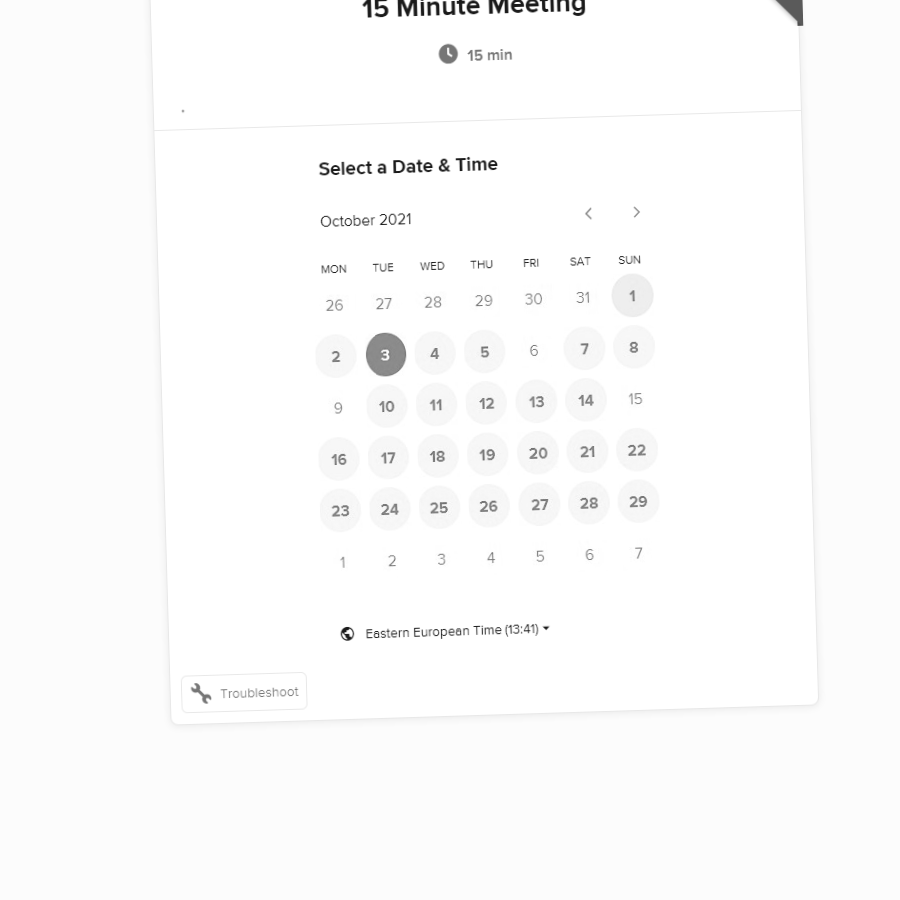 15 Minute Meeting
15 min
Select a Date & Time
October 2021
MON TUE WED THU FRI SAT SUN
26 27 28 29 30 31 1
2 3 4 5 6 7 8
9 10 11 12 13 14 15
16 17 18 19 20 21 22
23 24 25 26 27 28 29
1 2 3 4 5 6 7
Eastern European Time (13:41)
Troubleshoot